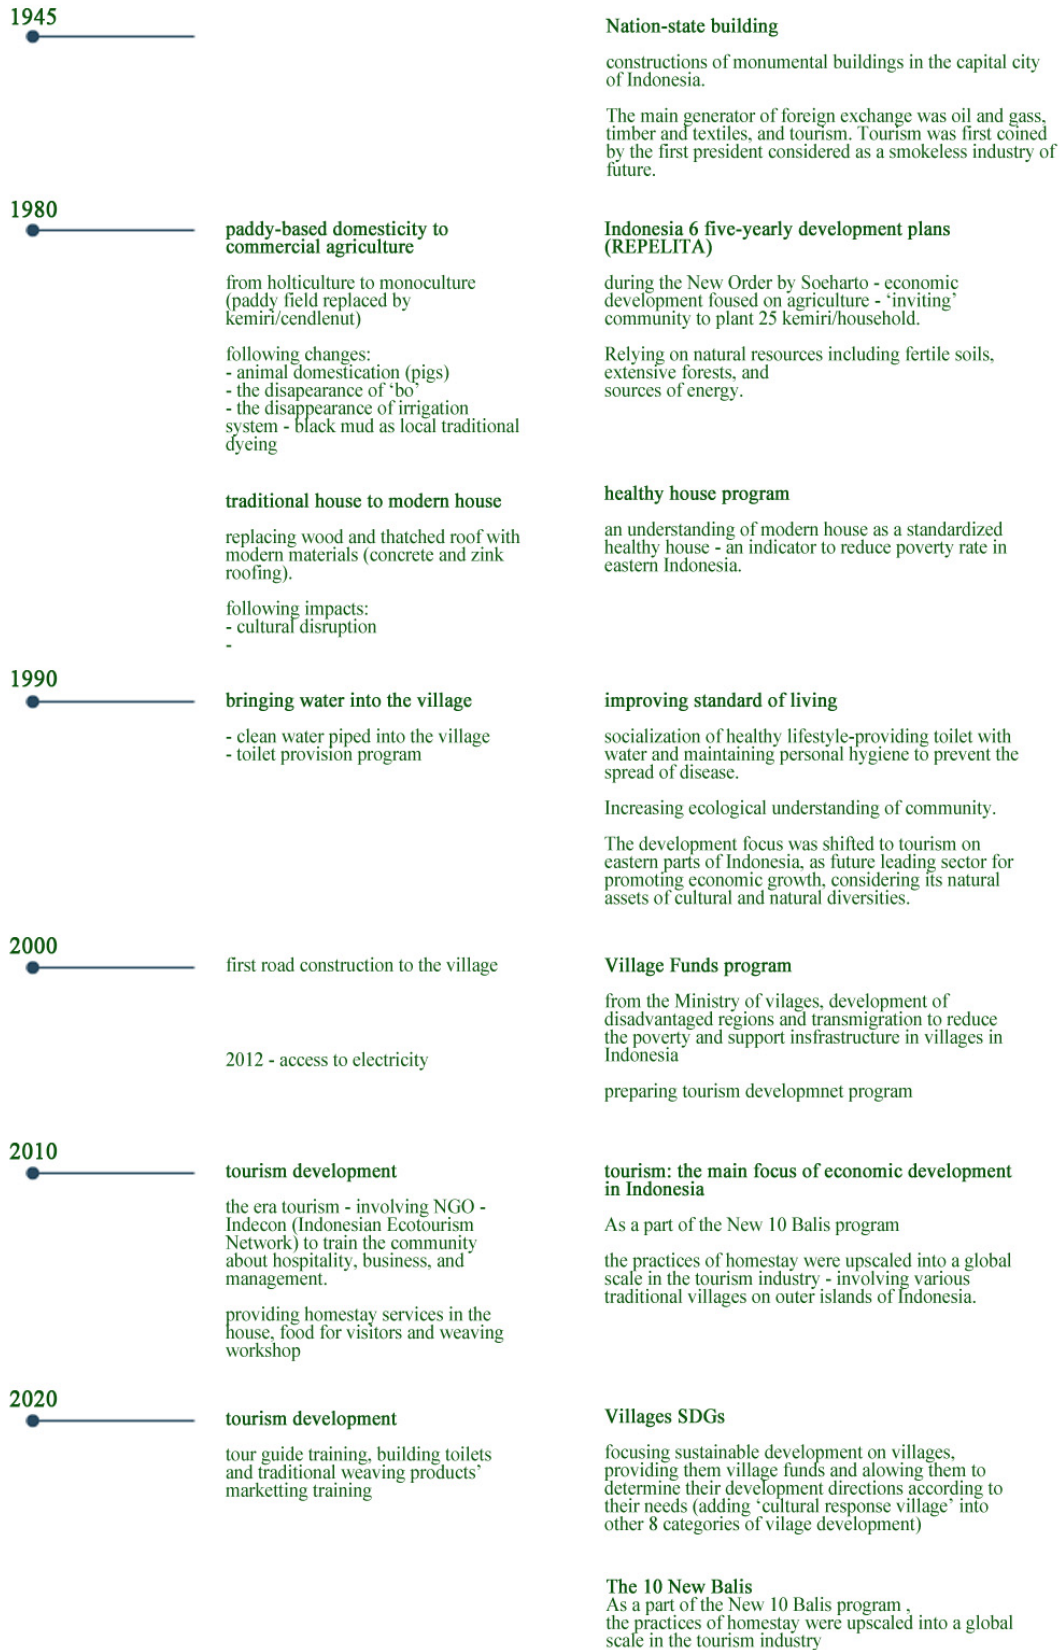 1945
Nation-state building
constructions of monumental buildings in the capital city
of Indonesia.
The main generator of foreign exchange was oil and gass,
timber and textiles, and tourism. Tourism was first coined
by the first president considered as a smokeless industry of
future.
1980
paddy-based domesticity to
commercial agriculture
from holticulture to monoculture
(paddy field replaced by
kemiri/cendlenut)
following changes:
- animal domestication (pigs)
- the disapearance of ‘bo’
- the disappearance of irrigation
system - black mud as local traditional
dyeing
Indonesia 6 five-yearly development plans
(REPELITA)
during the New Order by Soeharto - economic
development focused on agriculture - ‘inviting’
community to plant 25 kemiri/household.
Relying on natural resources including fertile soils,
extensive forests, and
sources of energy.
traditional house to modern house
replacing wood and thatched roof with
modern materials (concrete and zink
roofing).
following impacts:
- cultural disruption
-
healthy house program
an understanding of modern house as a standardized
healthy house - an indicator to reduce poverty rate in
eastern Indonesia.
1990
bringing water into the village
- clean water piped into the village
- toilet provision program
improving standard of living
socialization of healthy lifestyle-providing toilet with
water and maintaining personal hygiene to prevent the
spread of disease.
Increasing ecological understanding of community.
The development focus was shifted to tourism on
eastern parts of Indonesia, as future leading sector for
promoting economic growth, considering its natural
assets of cultural and natural diversities.
2000
first road construction to the village
2012 - access to electricity
Village Funds program
from the Ministry of vilages, development of
disadvantaged regions and transmigration to reduce
the poverty and support insfrastructure in villages in
Indonesia
preparing tourism developmnet program
2010
tourism development
the era tourism - involving NGO -
Indecon (Indonesian Ecotourism
Network) to train the community
about hospitality, business, and
management.
providing homestay services in the
house, food for visitors and weaving
workshop
tourism: the main focus of economic development
in Indonesia
As a part of the New 10 Balis program
the practices of homestay were upscaled into a global
scale in the tourism industry - involving various
traditional villages on outer islands of Indonesia.
2020
tourism development
tour guide training, building toilets
and traditional weaving products’
marketting training
Villages SDGs
focusing sustainable development on villages,
providing them village funds and alowing them to
determine their development directions according to
their needs (adding ‘cultural response village’ into
other 8 categories of vilage development)
The 10 New Balis
As a part of the New 10 Balis program ,
the practices of homestay were upscaled into a global
scale in the tourism industry